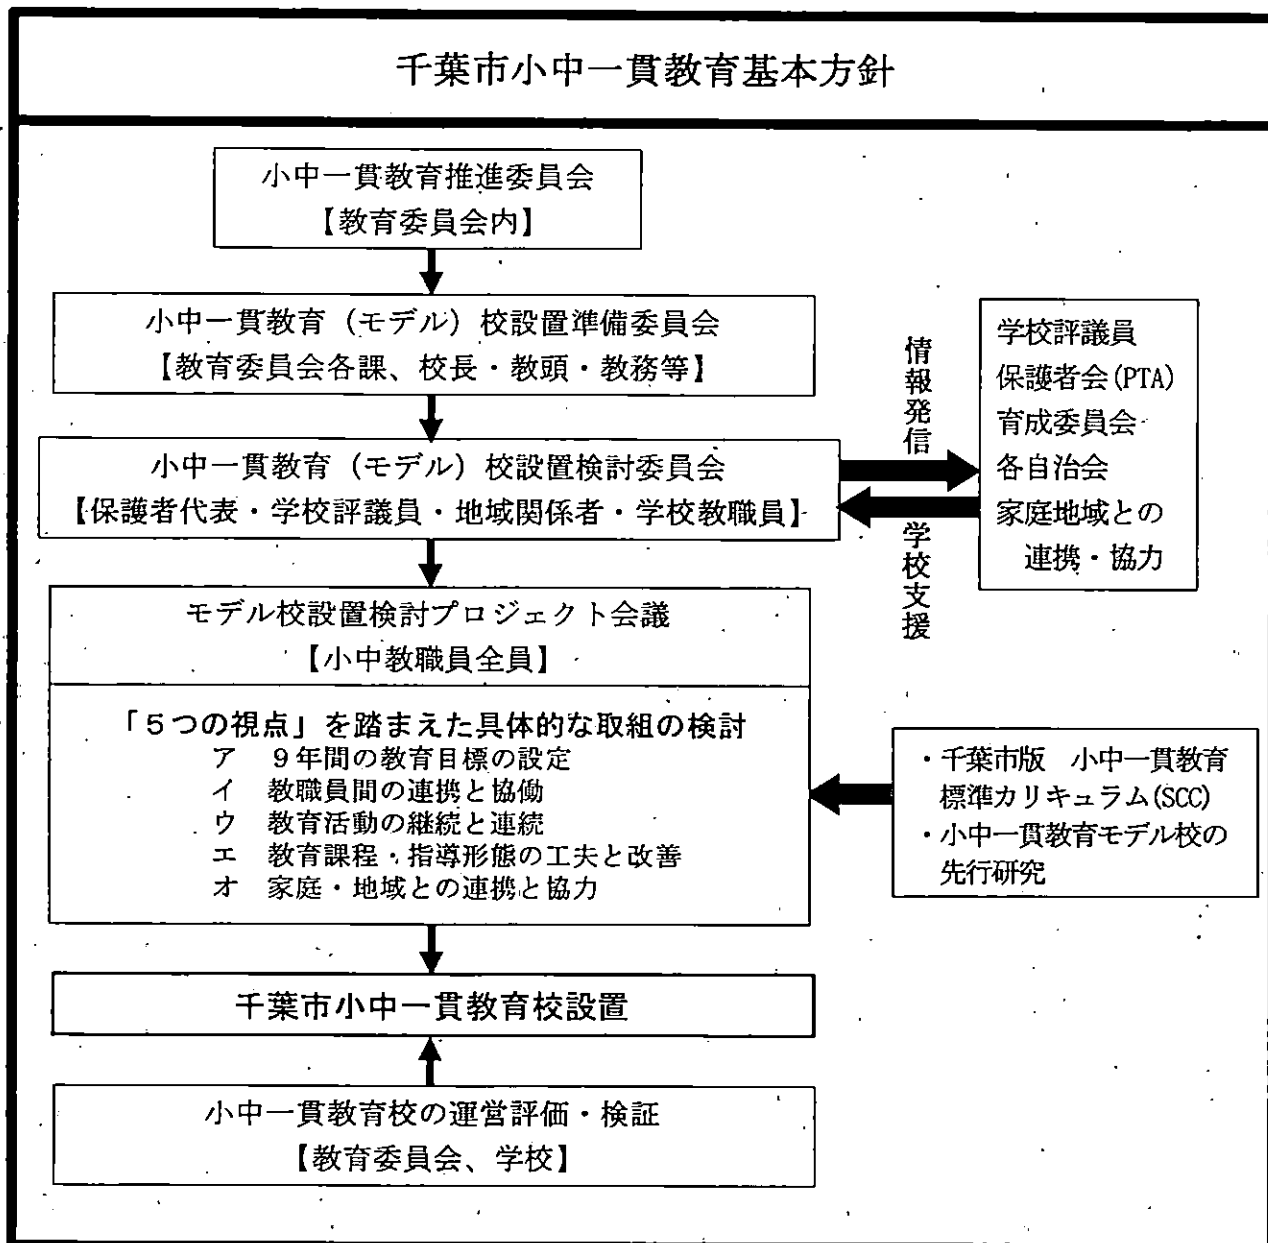 千葉市小中一貫教育基本方針
小中一貫教育推進委員会
【教育委員会内】
小中一貫教育（モデル）校設置準備委員会
【教育委員会各課、校長・教頭・教務等】
小中一貫教育（モデル）校設置検討委員会
【保護者代表・学校評議員・地域関係者・学校教職員】
情報発信
学校支援
学校評議員
保護者会(PTA)
育成委員会
各自治会
家庭地域との
連携・協力
モデル校設置検討プロジェクト会議
【小中教職員全員】
「５つの視点」を踏まえた具体的な取組の検討
ア　９年間の教育目標の設定
イ　教職員間の連携と協働
ウ　教育活動の継続と連続
エ　教育課程・指導形態の工夫と改善
オ　家庭・地域との連携と協力
・千葉市版　小中一貫教育
標準カリキュラム(SCC)
・小中一貫教育モデル校の
先行研究
千葉市小中一貫教育校設置
小中一貫教育校の運営評価・検証
【教育委員会、学校】